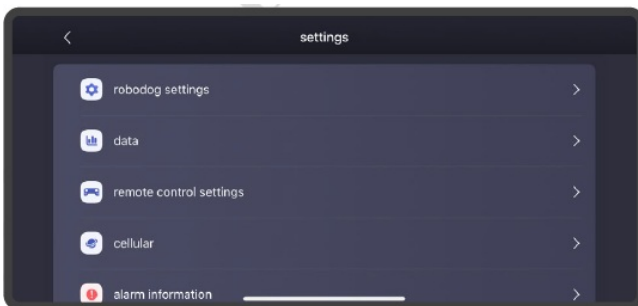 settings
robodog settings
data
remote control settings
cellular
alarm information